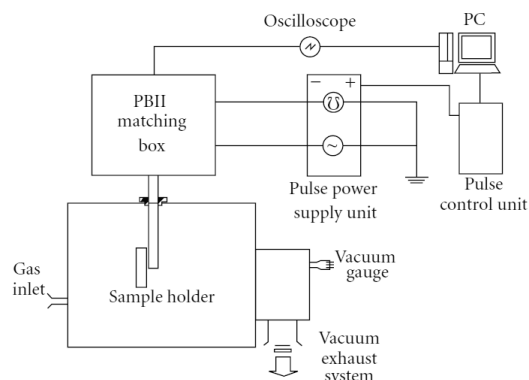 Oscilloscope
PC
PBII
matching
box
− +
Pulse power
supply unit
Pulse
control unit
Gas
inlet
Sample holder
Vacuum
gauge
Vacuum
exhaust
system